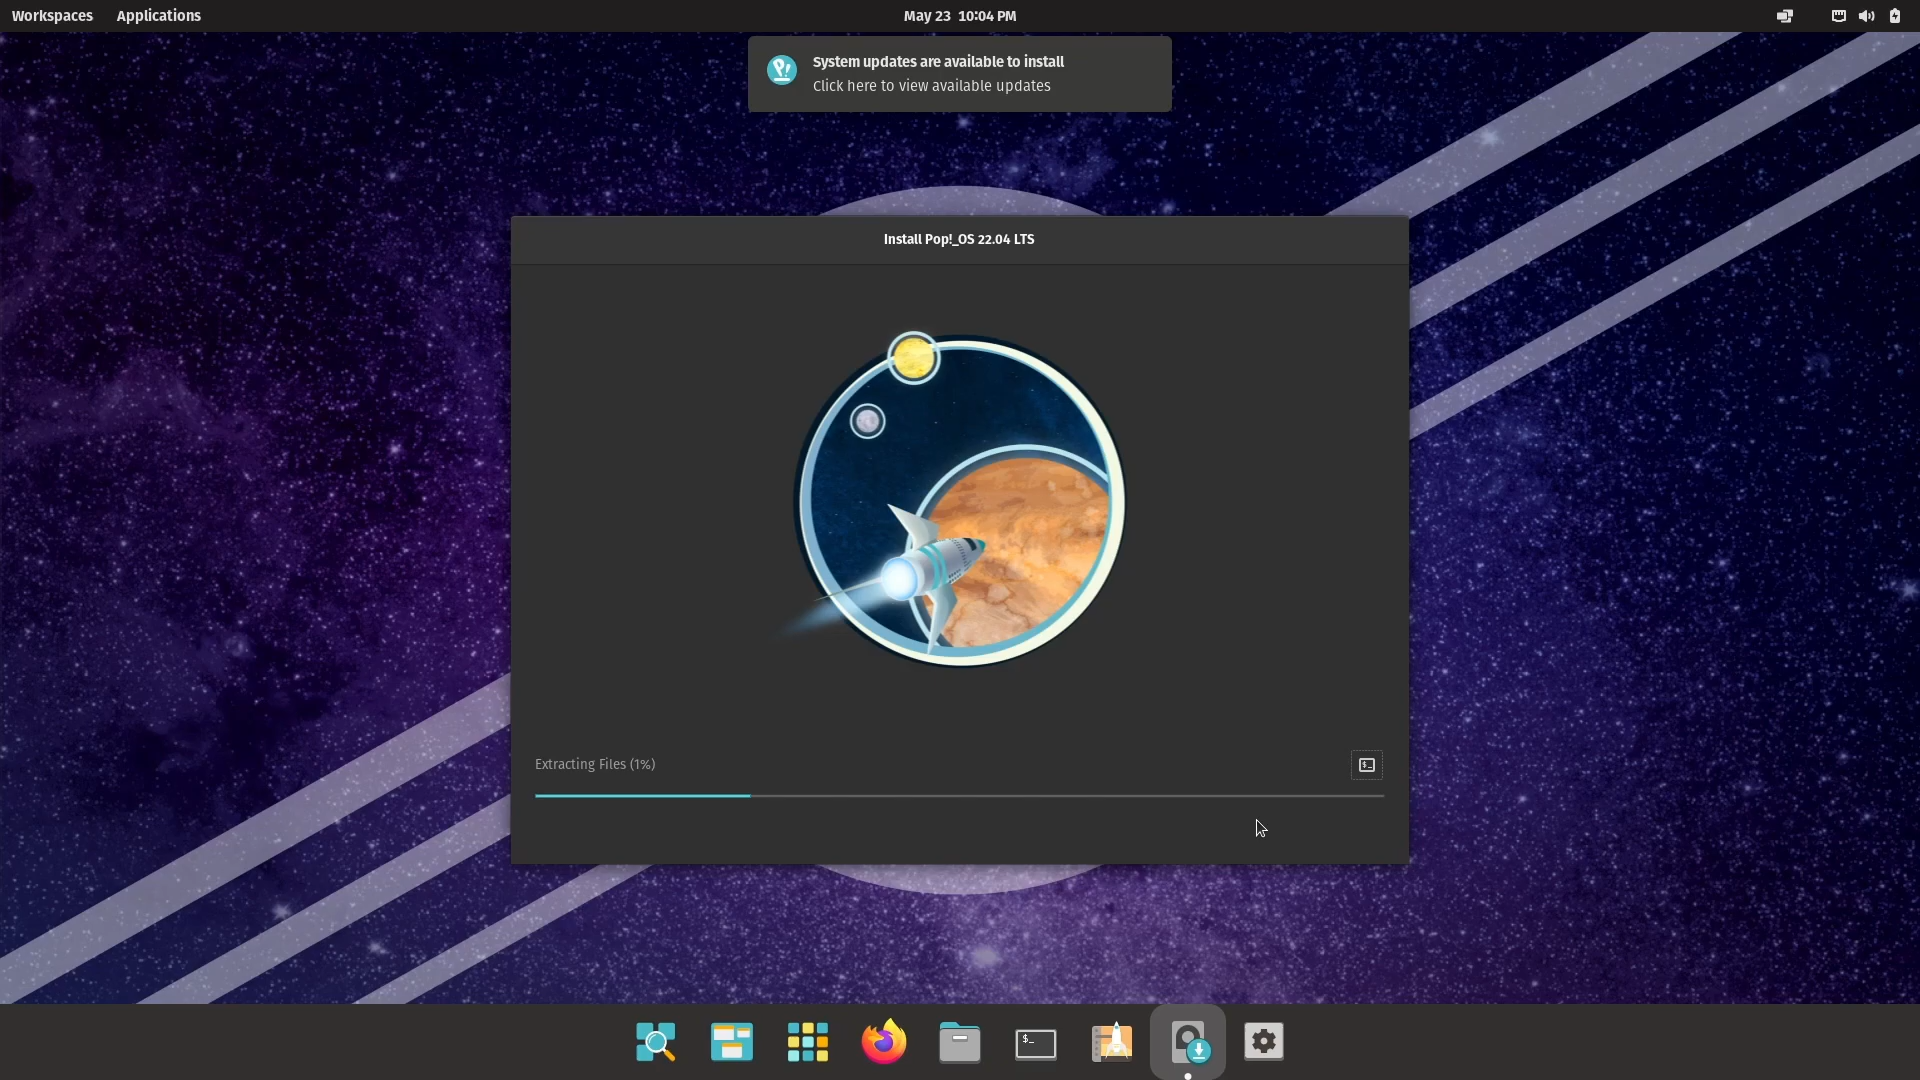 Workspaces Applications May 23 10:04 PM
System updates are available to install
Click here to view available updates
Install Pop!_OS 22.04 LTS
Extracting Files (1%)
$_
$_